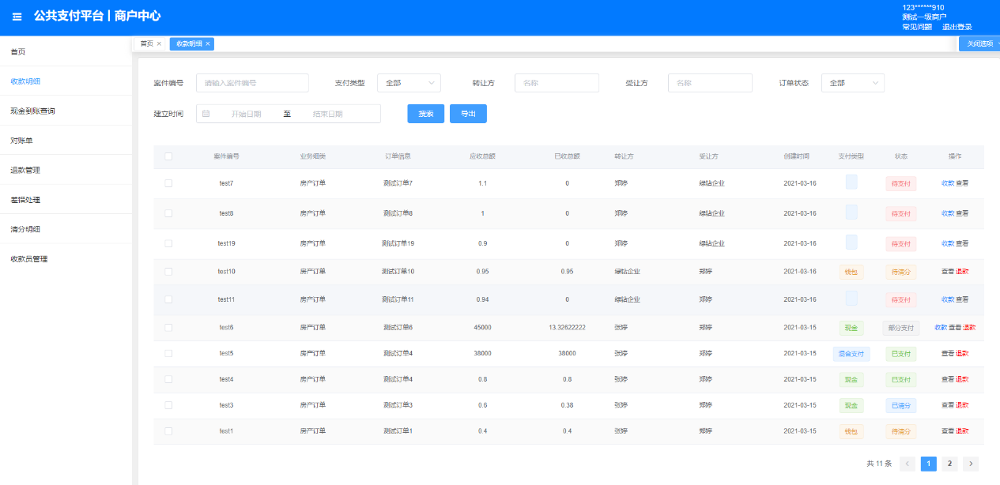 公共支付平台 | 商户中心
123******910
测试一级商户
常见问题 退出登录
首页
收款明细
现金到账查询
对账单
退款管理
差错处理
清分明细
收款员管理
首页 × 收款明细 × 关闭选项
案件编号 请输入案件编号 支付类型 全部 转让方 名称 受让方 名称 订单状态 全部
建立时间 开始日期 至 结束日期 搜索 导出
案件编号 业务细类 订单信息 应收总额 已收总额 转让方 受让方 创建时间 支付类型 状态 操作
test7 房产订单 测试订单7 1.1 0 郑婷 绿钻企业 2021-03-16 待支付 收款 查看
test8 房产订单 测试订单8 1 0 郑婷 绿钻企业 2021-03-16 待支付 收款 查看
test19 房产订单 测试订单19 0.9 0 郑婷 绿钻企业 2021-03-16 待支付 收款 查看
test10 房产订单 测试订单10 0.95 0.95 绿钻企业 郑婷 2021-03-16 钱包 待清分 查看 退款
test11 房产订单 测试订单11 0.94 0 绿钻企业 郑婷 2021-03-16 待支付 收款 查看
test6 房产订单 测试订单6 45000 13.32622222 张婷 郑婷 2021-03-15 现金 部分支付 收款 查看 退款
test5 房产订单 测试订单4 38000 38000 张婷 郑婷 2021-03-15 混合支付 已支付 查看 退款
test4 房产订单 测试订单4 0.8 0.8 张婷 郑婷 2021-03-15 现金 已支付 查看 退款
test3 房产订单 测试订单3 0.6 0.38 张婷 郑婷 2021-03-15 现金 已清分 查看 退款
test1 房产订单 测试订单1 0.4 0.4 张婷 郑婷 2021-03-15 钱包 待清分 查看 退款
共 11 条 1 2